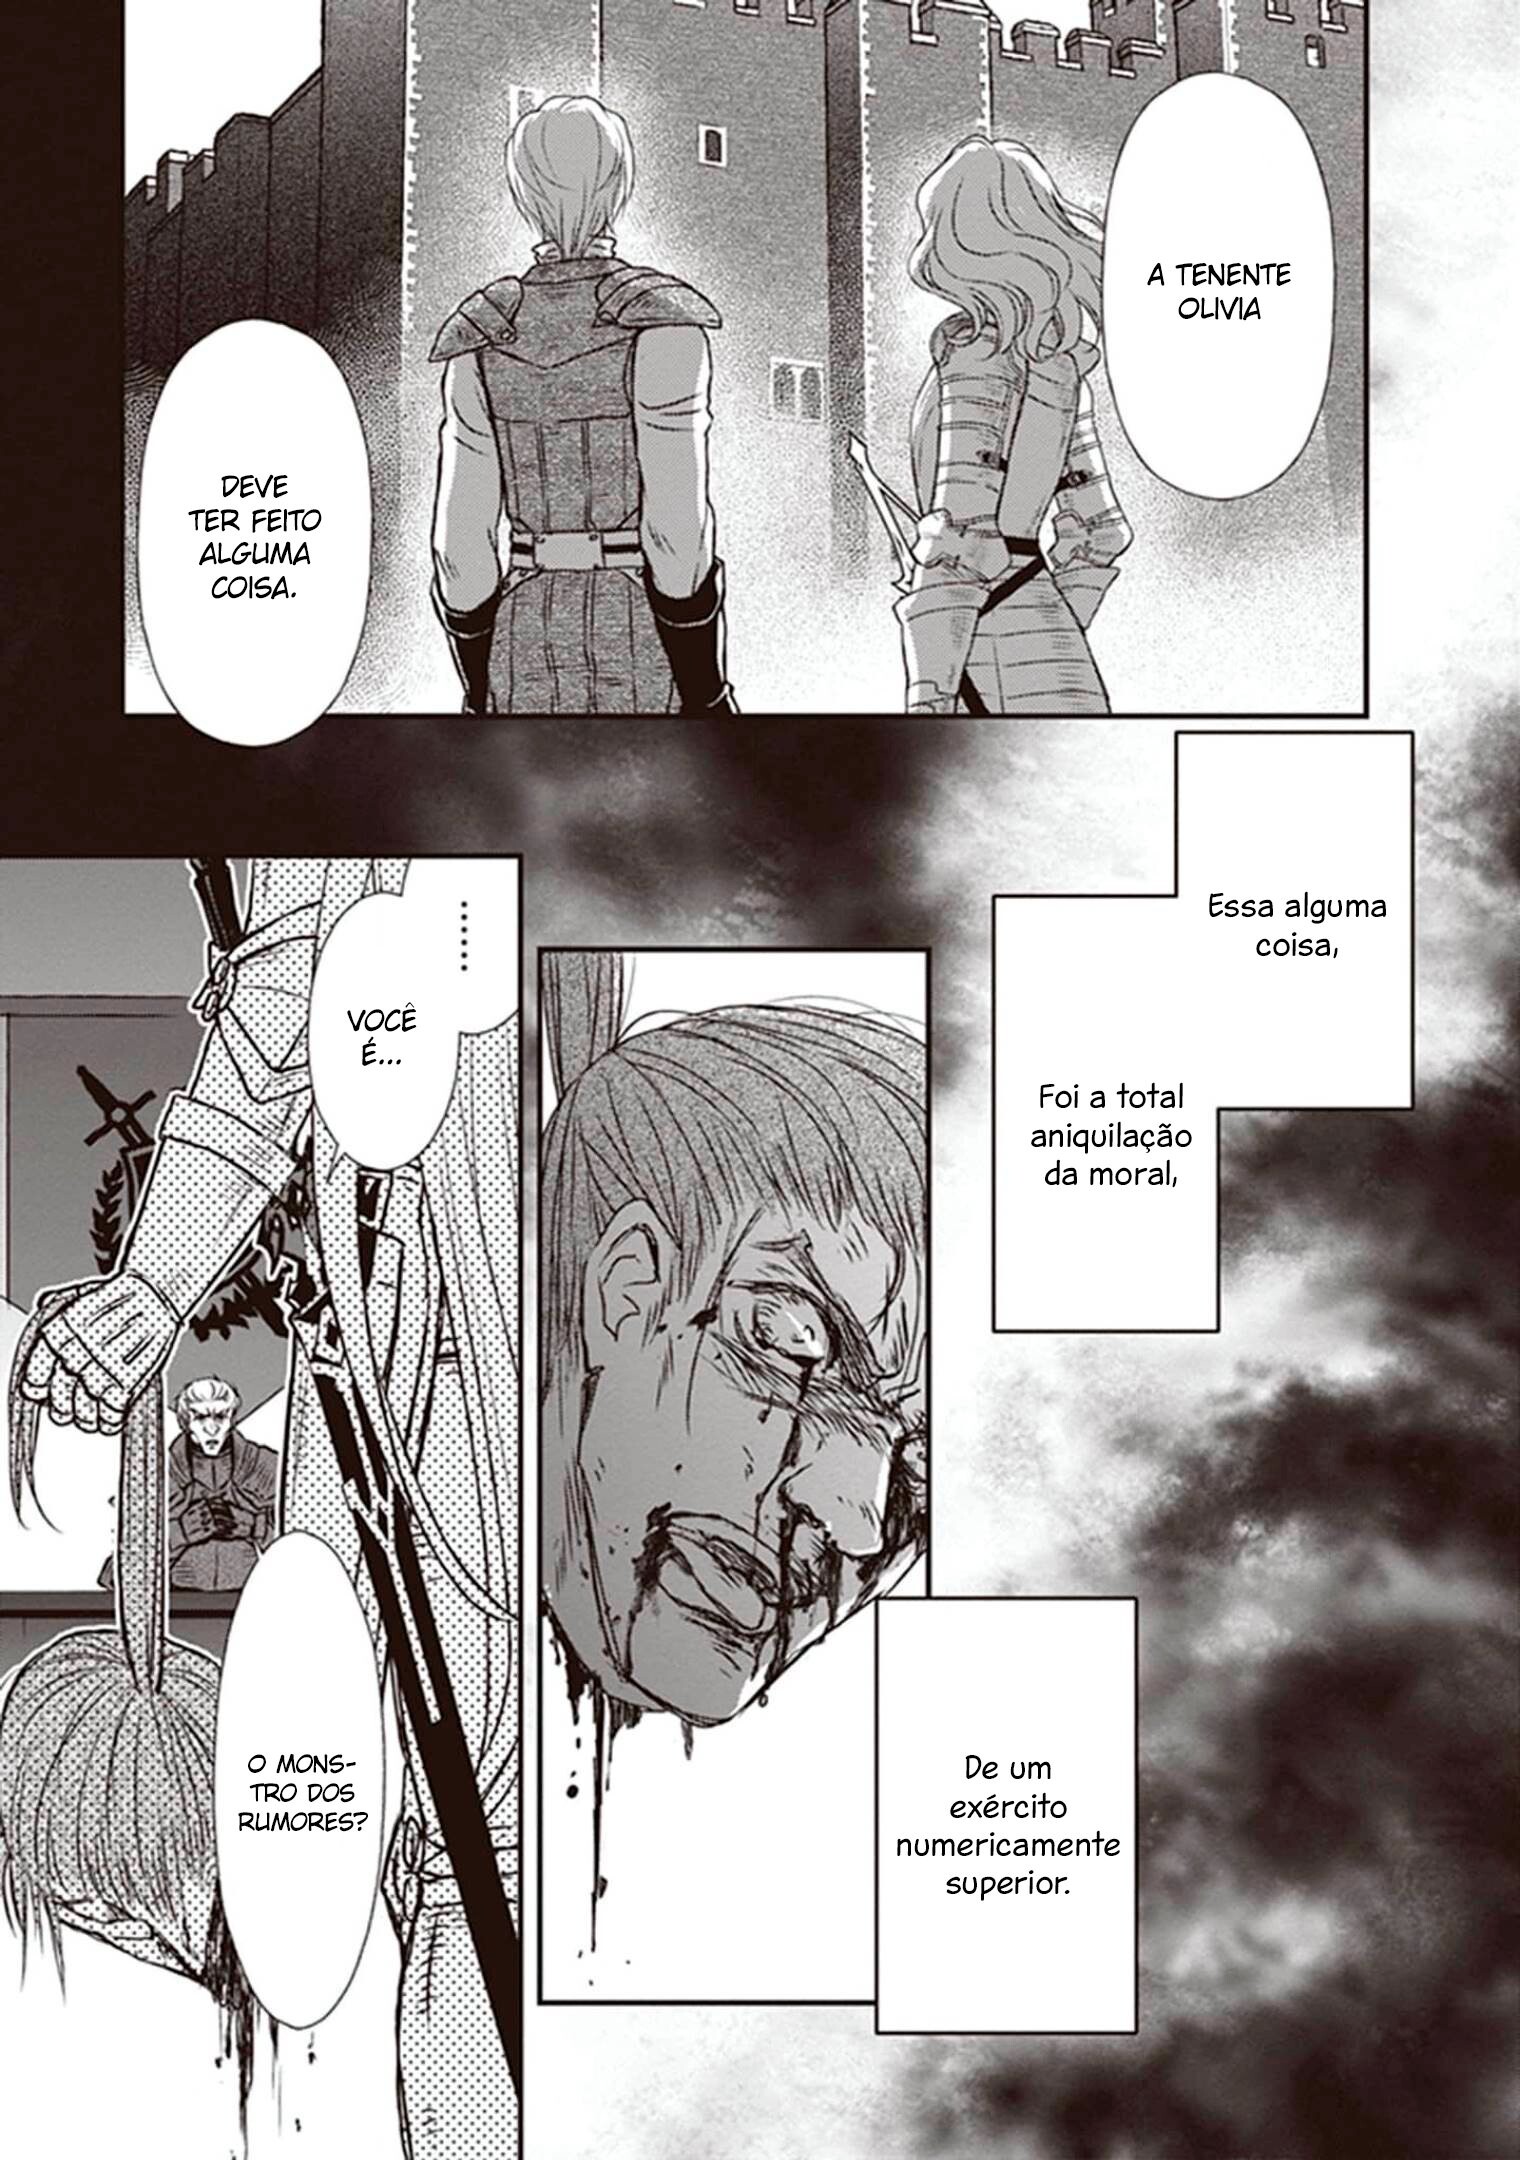 A TENENTE
OLIVIA
DEVE
TER FEITO
ALGUMA
COISA.
Essa alguma
coisa,
Foi a total
aniquilação
da moral,
De um
exército
numericamente
superior.
......
VOCÊ
É...
O MONS-
TRO DOS
RUMORES?